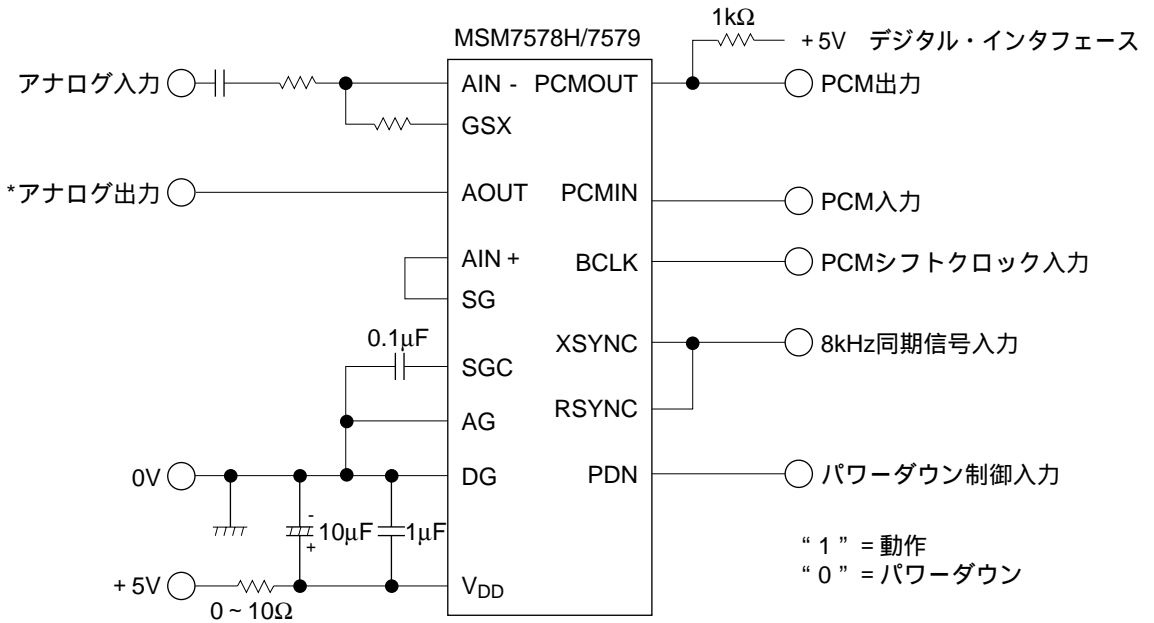 1kΩ
MSM7578H/7579
+5V デジタル・インタフェース
アナログ入力
AIN - PCMOUT
PCM出力
GSX
*アナログ出力
AOUT PCMIN
PCM入力
AIN +
BCLK
PCMシフトクロック入力
SG
0.1μF
XSYNC
8kHz同期信号入力
SGC
RSYNC
AG
0V
DG PDN
パワーダウン制御入力
-
10μF
1μF
+
“1”=動作
“0”=パワーダウン
+5V
VDD
0~10Ω